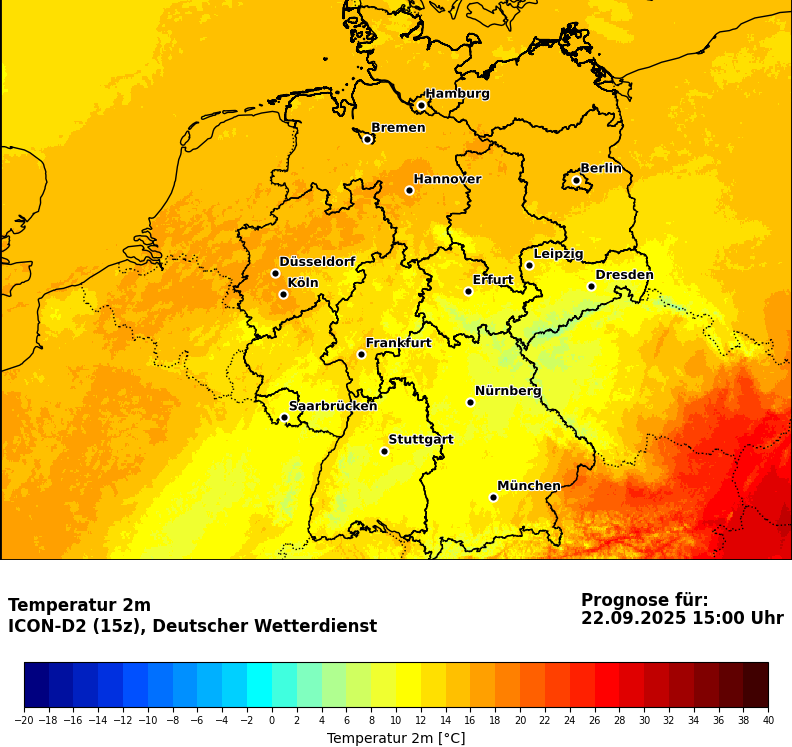 Hamburg
Bremen
Berlin
Hannover
Leipzig
Düsseldorf
Dresden
Erfurt
Köln
Frankfurt
Nürnberg
Saarbrücken
Stuttgart
München
Temperatur 2m
ICON-D2 (15z), Deutscher Wetterdienst
Prognose für:
22.09.2025 15:00 Uhr
−20 −18 −16 −14 −12 −10 −8 −6 −4 −2 0 2 4 6 8 10 12 14 16 18 20 22 24 26 28 30 32 34 36 38 40
Temperatur 2m [°C]